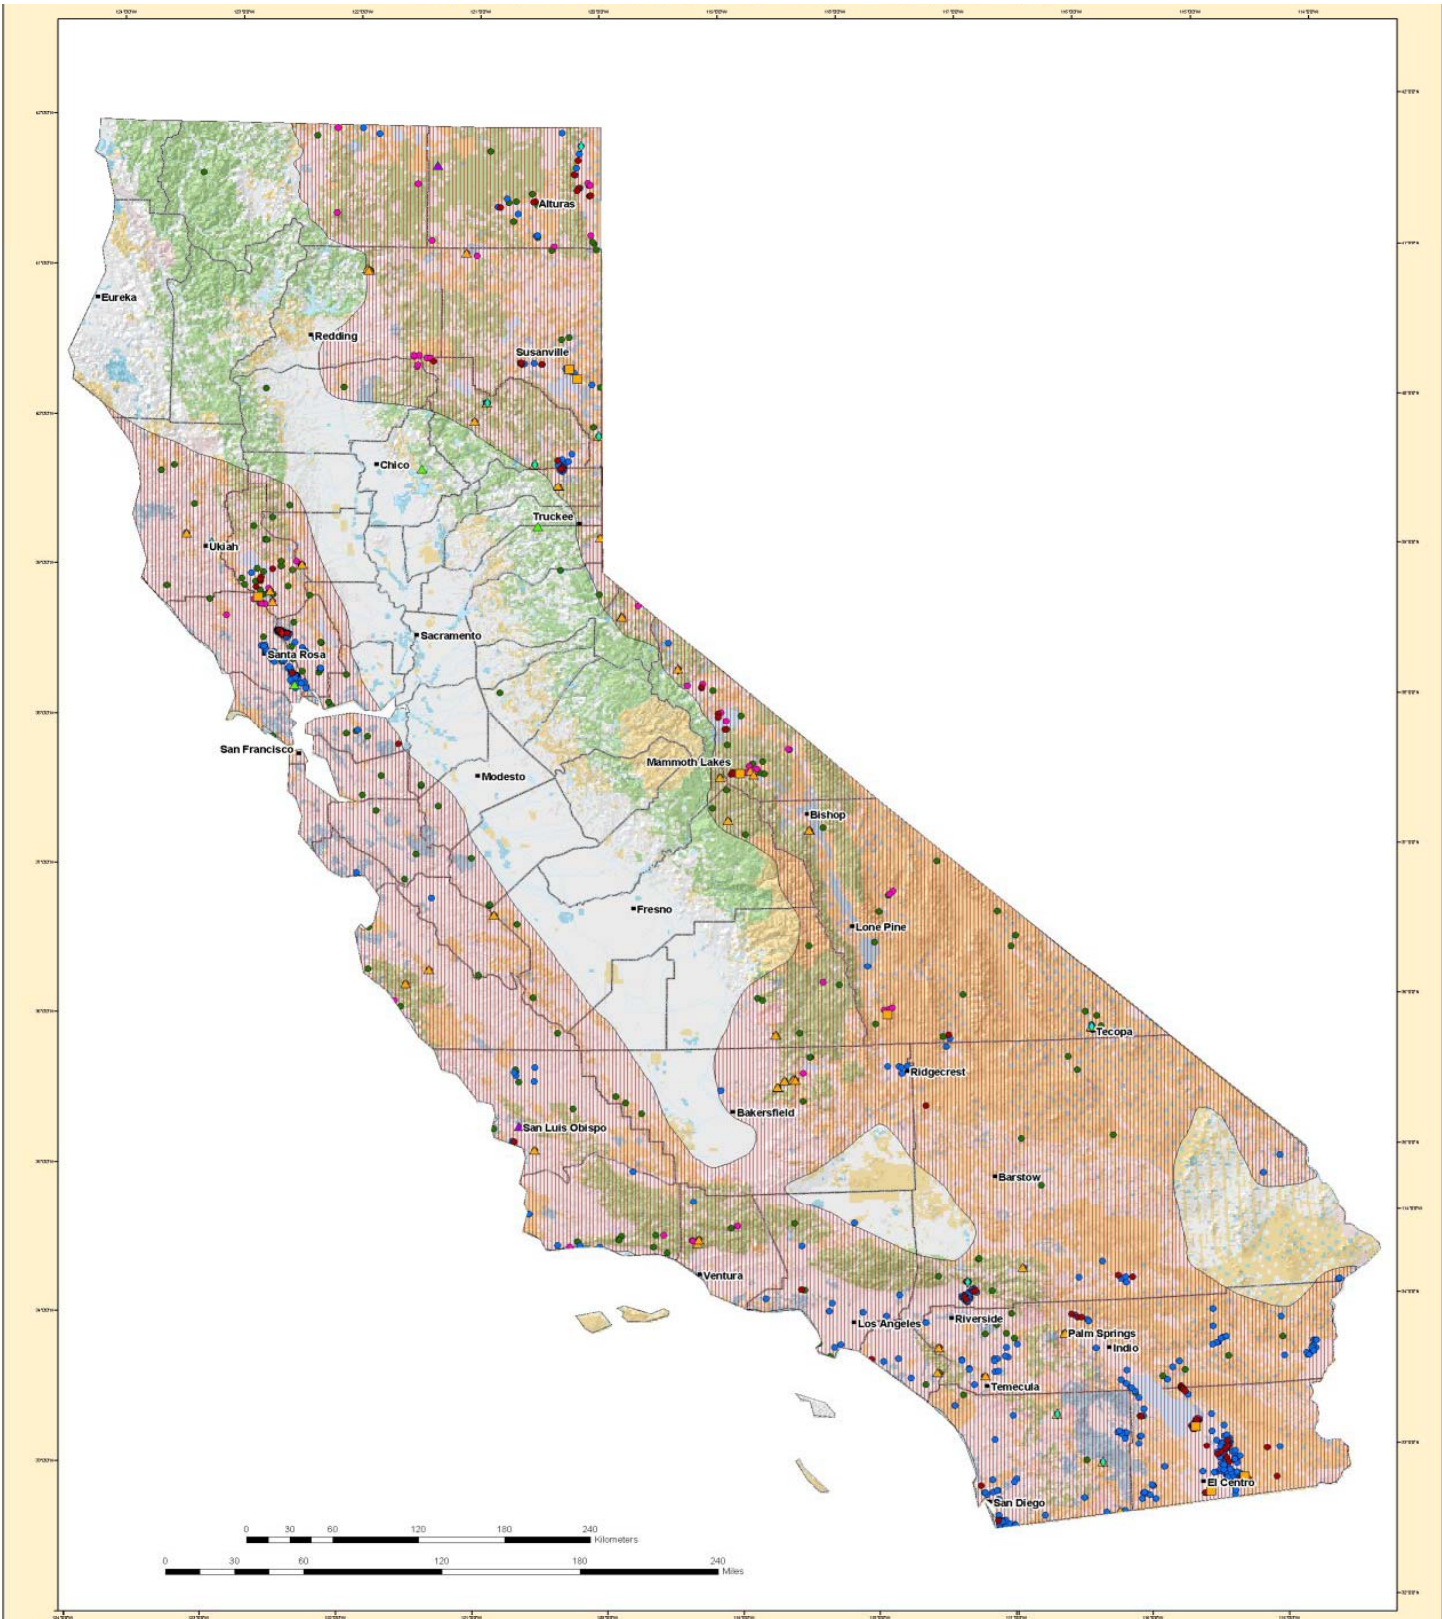 Alturas
Eureka
Redding
Susanville
Chico
Truckee
Ukiah
Sacramento
Santa Rosa
San Francisco
Mammoth Lakes
Modesto
Bishop
Fresno
Lone Pine
Tecopa
Ridgecrest
Bakersfield
San Luis Obispo
Barstow
Ventura
Los Angeles
Riverside
Palm Springs
Indio
Temecula
El Centro
San Diego
0 30 60 120 180 240
Kilometers
0 30 60 120 180 240
Miles